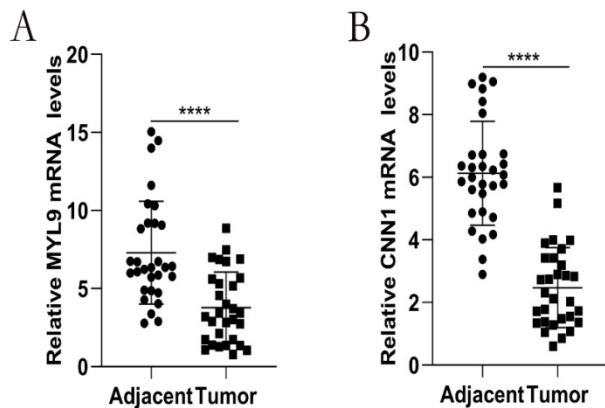 A
Relative MYL9 mRNA levels
20
15
10
5
0
****
Adjacent Tumor
B
Relative CNN1 mRNA levels
10
8
6
4
2
0
****
Adjacent Tumor